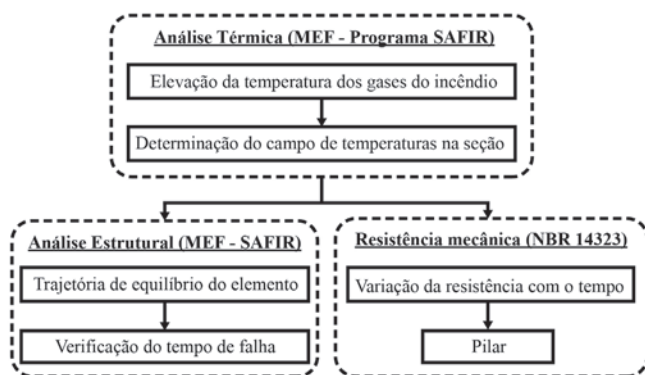 Análise Térmica (MEF - Programa SAFIR)
Elevação da temperatura dos gases do incêndio
Determinação do campo de temperaturas na seção
Análise Estrutural (MEF - SAFIR)
Trajetória de equilíbrio do elemento
Verificação do tempo de falha
Resistência mecânica (NBR 14323)
Variação da resistência com o tempo
Pilar